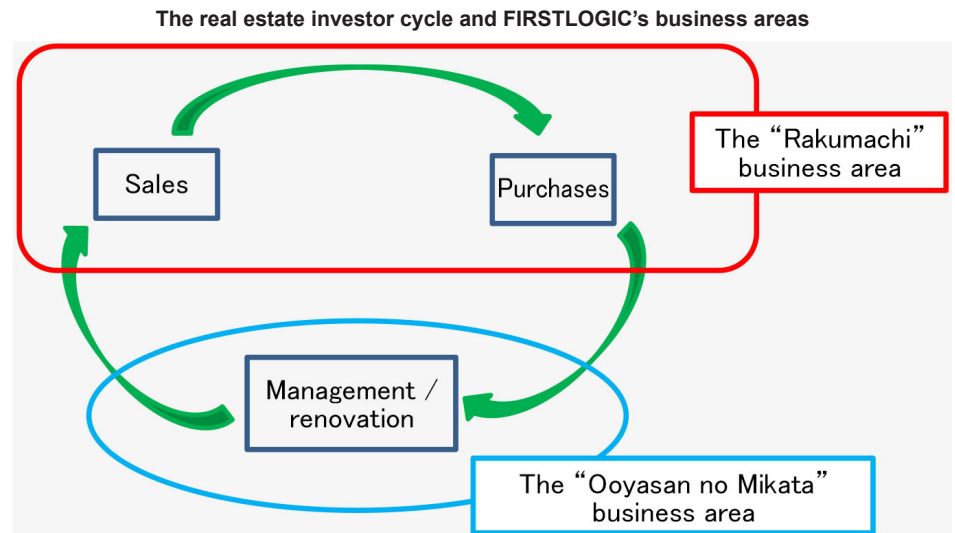 The real estate investor cycle and FIRSTLOGIC's business areas
Sales
Purchases
The “Rakumachi”
business area
Management /
renovation
The “Ooyasan no Mikata”
business area